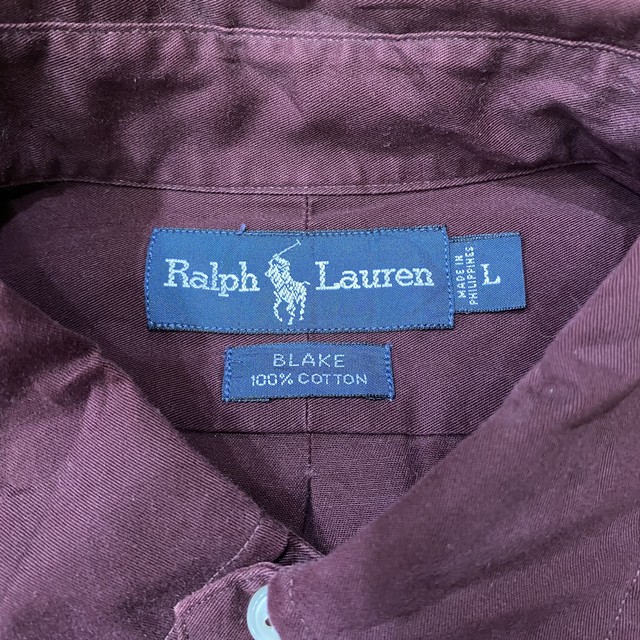 Ralph Lauren
MADE IN
PHILIPPINES
L
BLAKE
100% COTTON